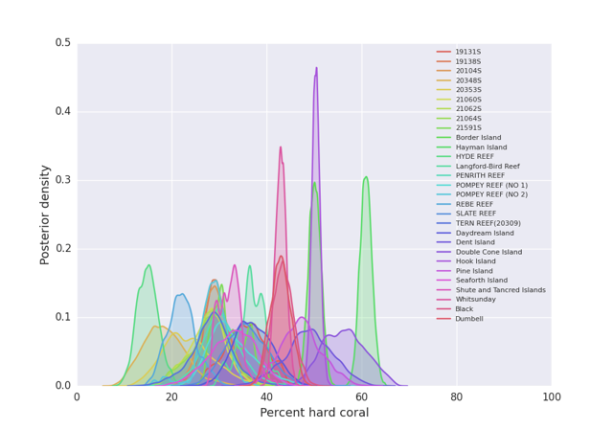 0.5
0.4
0.3
0.2
0.1
0.0
Posterior density
0
20
40
60
80
100
Percent hard coral
19131S
19138S
20104S
20348S
20353S
21060S
21062S
21064S
21591S
Border Island
Hayman Island
HYDE REEF
Langford-Bird Reef
PENRITH REEF
POMPEY REEF (NO 1)
POMPEY REEF (NO 2)
REBE REEF
SLATE REEF
TERN REEF(20309)
Daydream Island
Dent Island
Double Cone Island
Hook Island
Pine Island
Seaforth Island
Shute and Tancred Islands
Whitsunday
Black
Dumbell